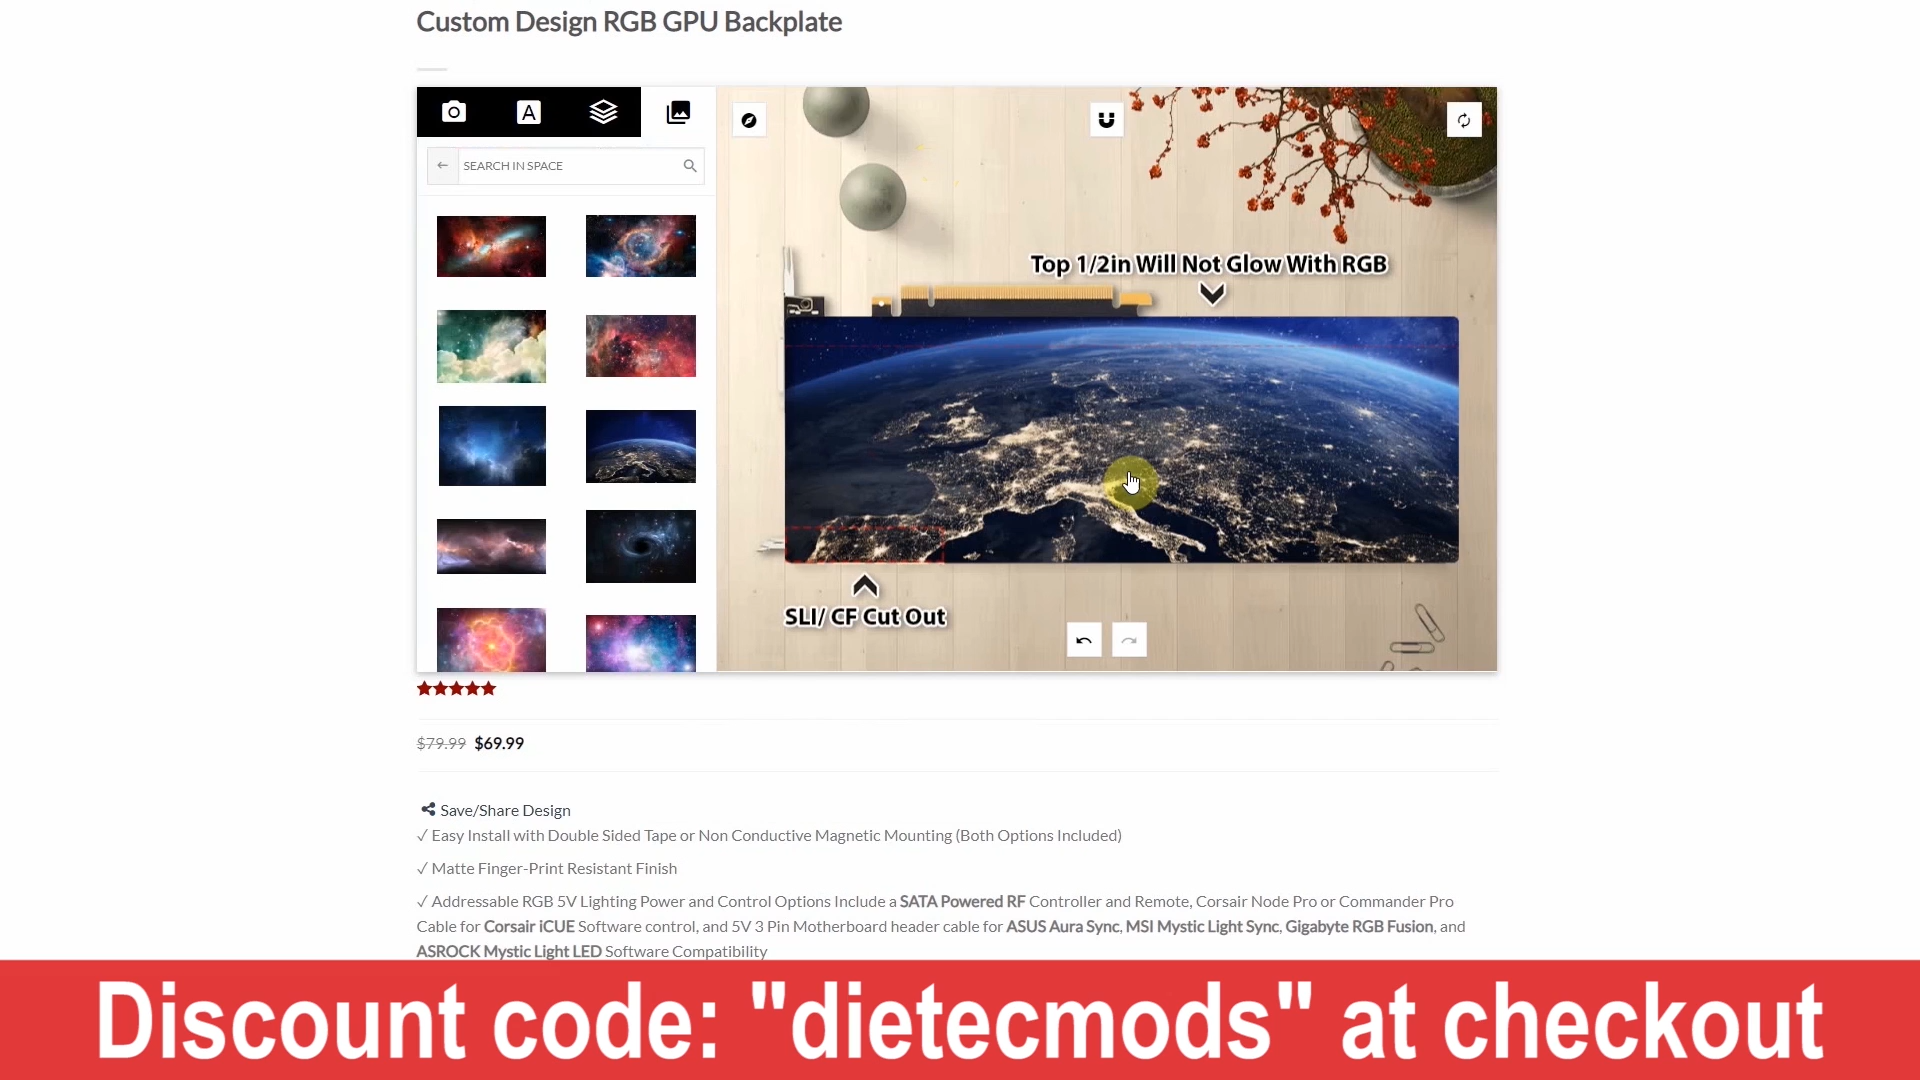 Custom Design RGB GPU Backplate
A
SEARCH IN SPACE
Top 1/2in Will Not Glow With RGB
SLI/ CF Cut Out
$79.99 $69.99
Save/Share Design
✓ Easy Install with Double Sided Tape or Non Conductive Magnetic Mounting (Both Options Included)
✓ Matte Finger-Print Resistant Finish
✓ Addressable RGB 5V Lighting Power and Control Options Include a SATA Powered RF Controller and Remote, Corsair Node Pro or Commander Pro
Cable for Corsair iCUE Software control, and 5V 3 Pin Motherboard header cable for ASUS Aura Sync, MSI Mystic Light Sync, Gigabyte RGB Fusion, and
ASROCK Mystic Light LED Software Compatibility
Discount code: "dietecmods" at checkout